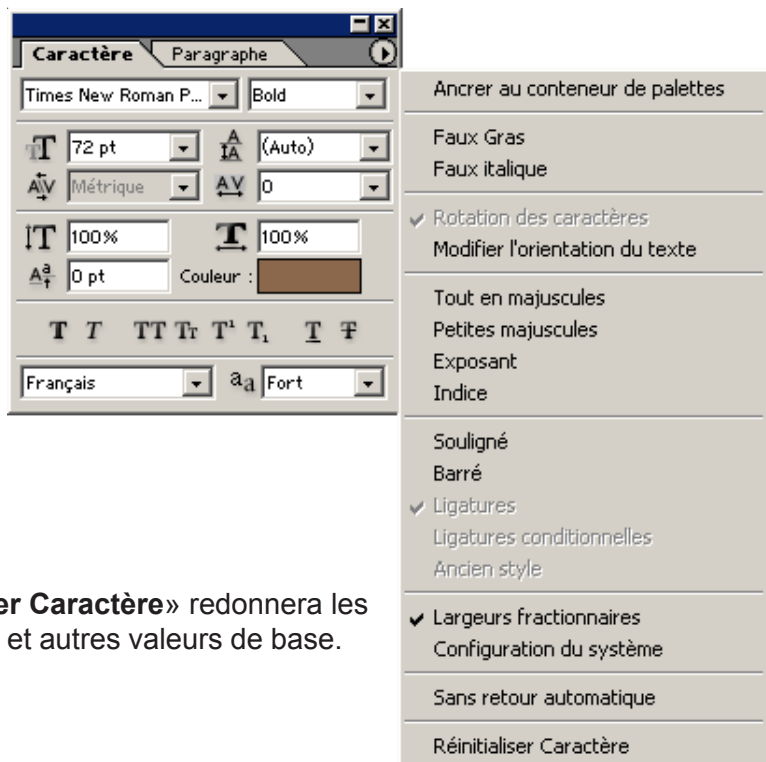 Caractère Paragraphe
Times New Roman P... Bold
72 pt (Auto)
Métrique 0
100% 100%
0 pt Couleur :
T T TT Tr T¹ T₁ T T
Français aa Fort
Ancrer au conteneur de palettes
Faux Gras
Faux italique
Rotation des caractères
Modifier l'orientation du texte
Tout en majuscules
Petites majuscules
Exposant
Indice
Souligné
Barré
Ligatures
Ligatures conditionnelles
Ancien style
Largeurs fractionnaires
Configuration du système
Sans retour automatique
Réinitialiser Caractère
er Caractère» redonnera les
et autres valeurs de base.